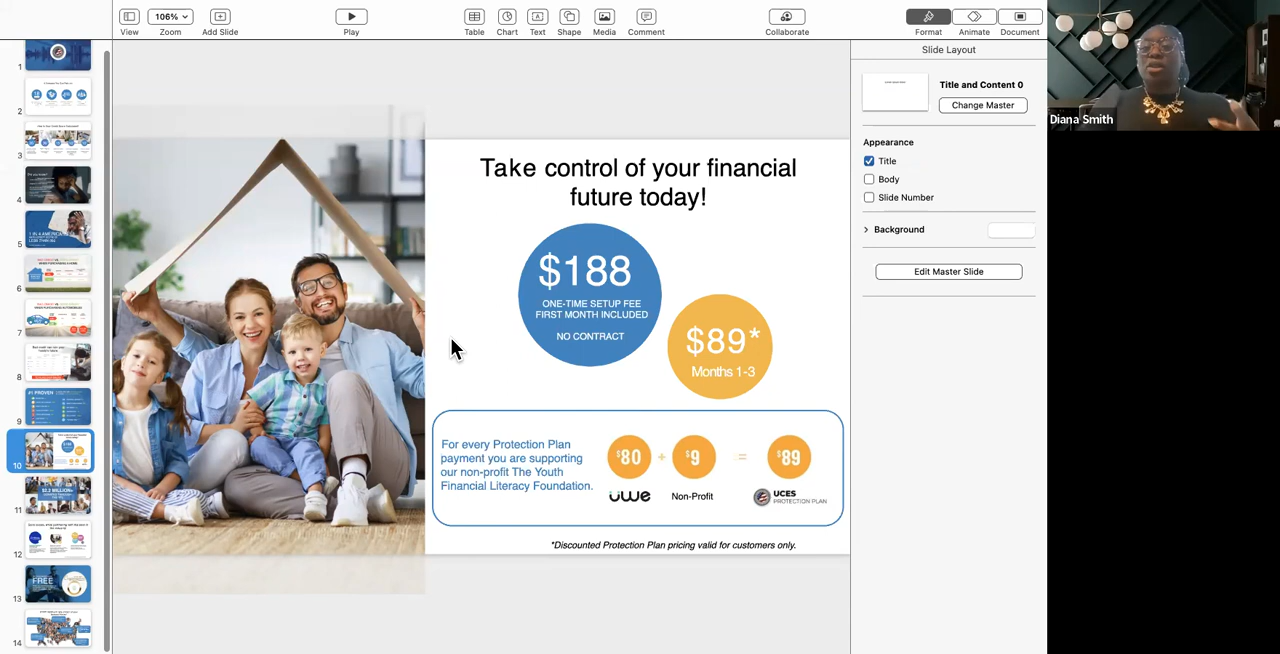 View
106%
Zoom
Add Slide
Play
Table
Chart
Text
Shape
Media
Comment
Collaborate
Format
Animate
Document
Slide Layout
Title and Content 0
Change Master
Appearance
Title
Body
Slide Number
Background
Edit Master Slide
Diana Smith
1
2
3
4
5
6
7
8
9
10
11
12
13
14
#1 PROVEN
FREE
Take control of your financial
future today!
$188
ONE-TIME SETUP FEE
FIRST MONTH INCLUDED
NO CONTRACT
$89*
Months 1-3
For every Protection Plan
payment you are supporting
our non-profit The Youth
Financial Literacy Foundation.
$80 + $9 = $89
uwe
Non-Profit
UCES
PROTECTION PLAN
*Discounted Protection Plan pricing valid for customers only.